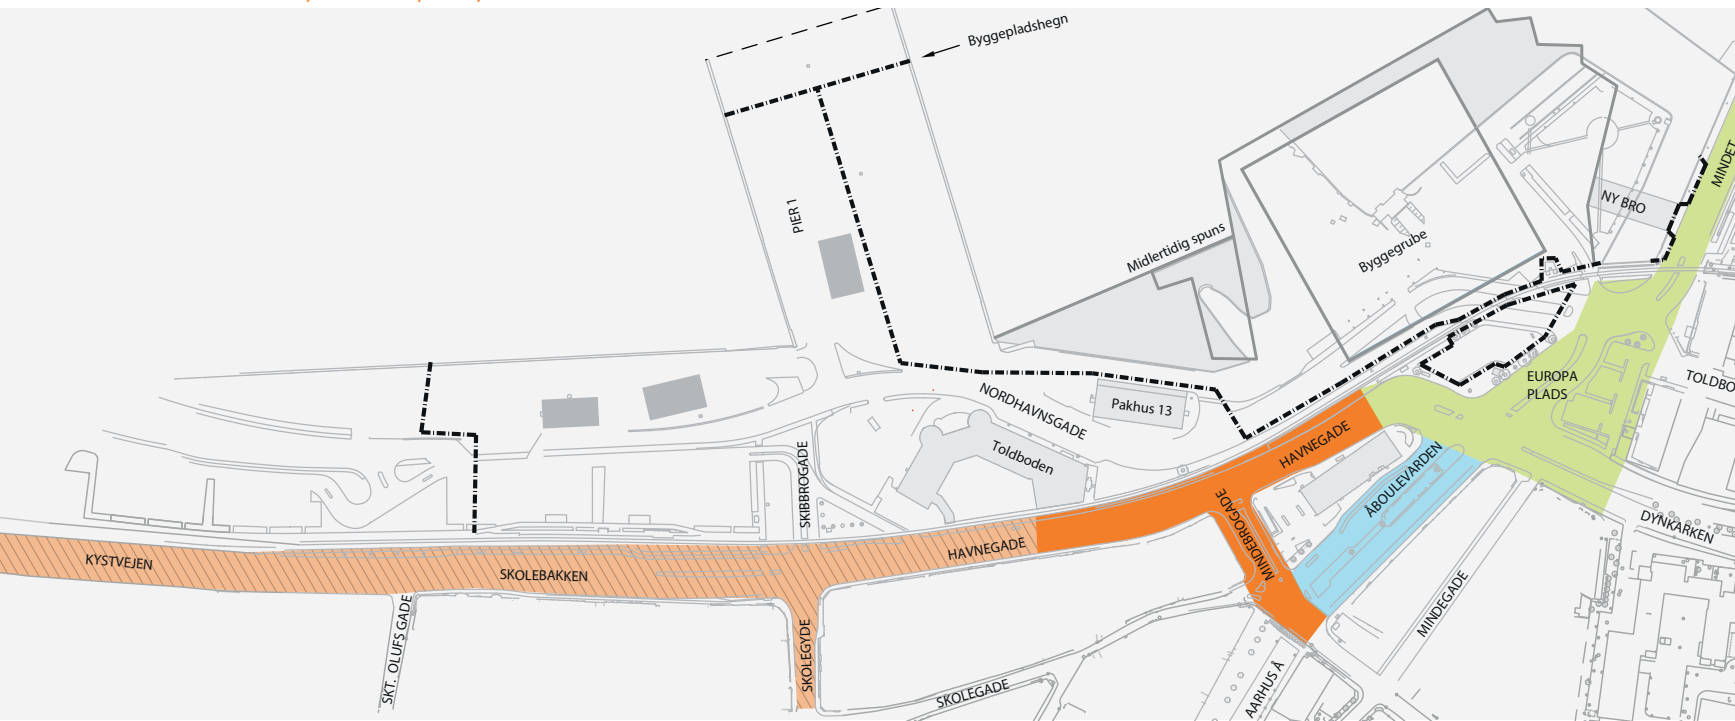 Byggepladshegn
PIER 1
Midlertidig spuns
Byggegrube
NY BRO
MINDET
EUROPA
PLADS
TOLDBO
NORDHAVNSGADE
Pakhus 13
Toldboden
HAVNEGADE
ÅBOULEVARDEN
SKIBBROGADE
MINDEBROGADE
DYNKARKEN
KYSTVEJEN
SKOLEBAKKEN
HAVNEGADE
MINDEGADE
SKT. OLUFS GADE
SKOLEGYDE
SKOLEGADE
AARHUS Å